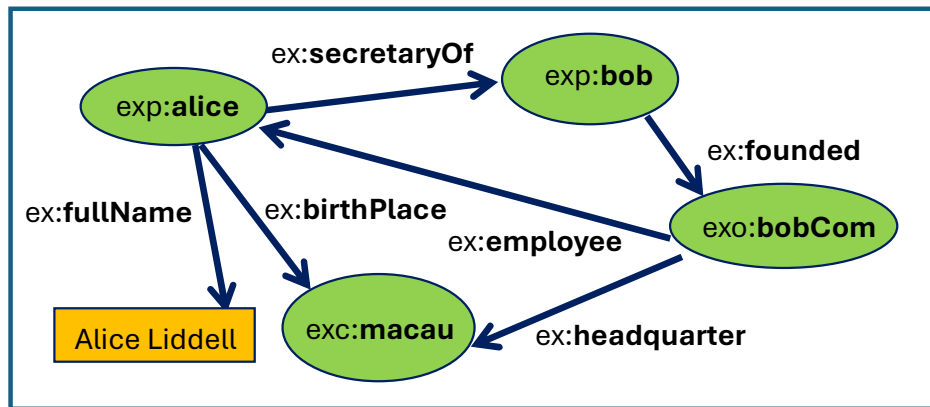 ex:secretaryOf
exp:bob
exp:alice
ex:founded
ex:fullName
ex:birthPlace
exo:bobCom
ex:employee
Alice Liddell
exc:macau
ex:headquarter